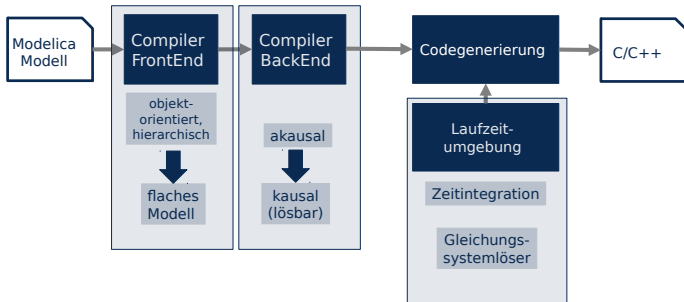 Modelica
Modell
Compiler
FrontEnd
objekt-
orientiert,
hierarchisch
flaches
Modell
Compiler
BackEnd
akausal
kausal
(lösbar)
Codegenerierung
Laufzeit-
umgebung
Zeitintegration
Gleichungs-
systemlöser
C/C++